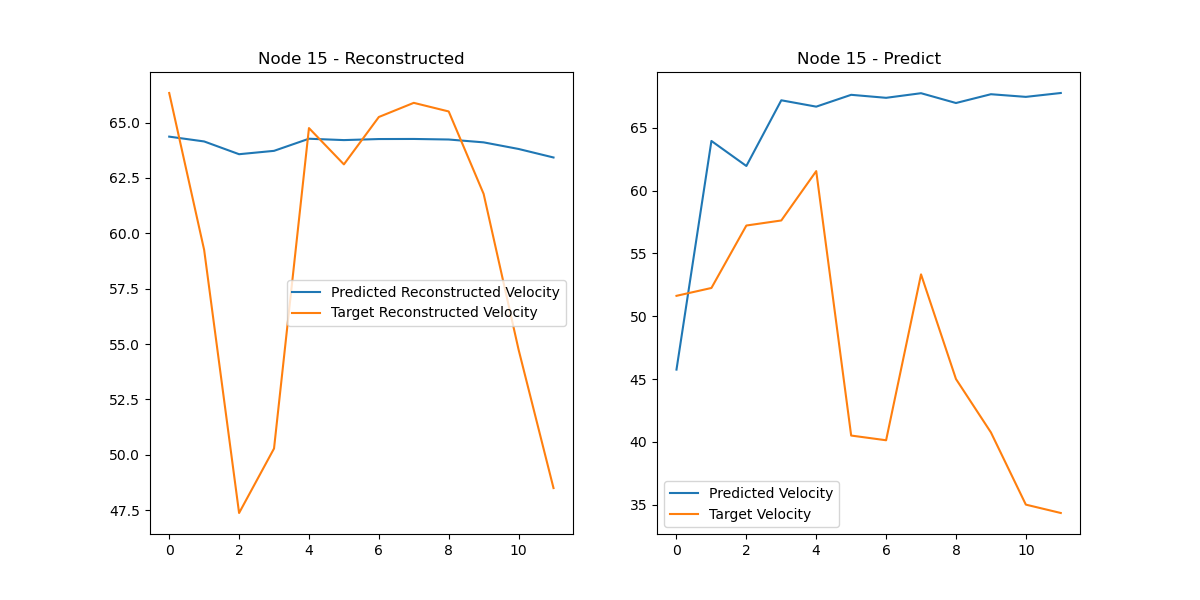 Node 15 - Reconstructed
65.0
62.5
60.0
57.5
55.0
52.5
50.0
47.5
0 2 4 6 8 10
Predicted Reconstructed Velocity
Target Reconstructed Velocity
Node 15 - Predict
65
60
55
50
45
40
35
0 2 4 6 8 10
Predicted Velocity
Target Velocity